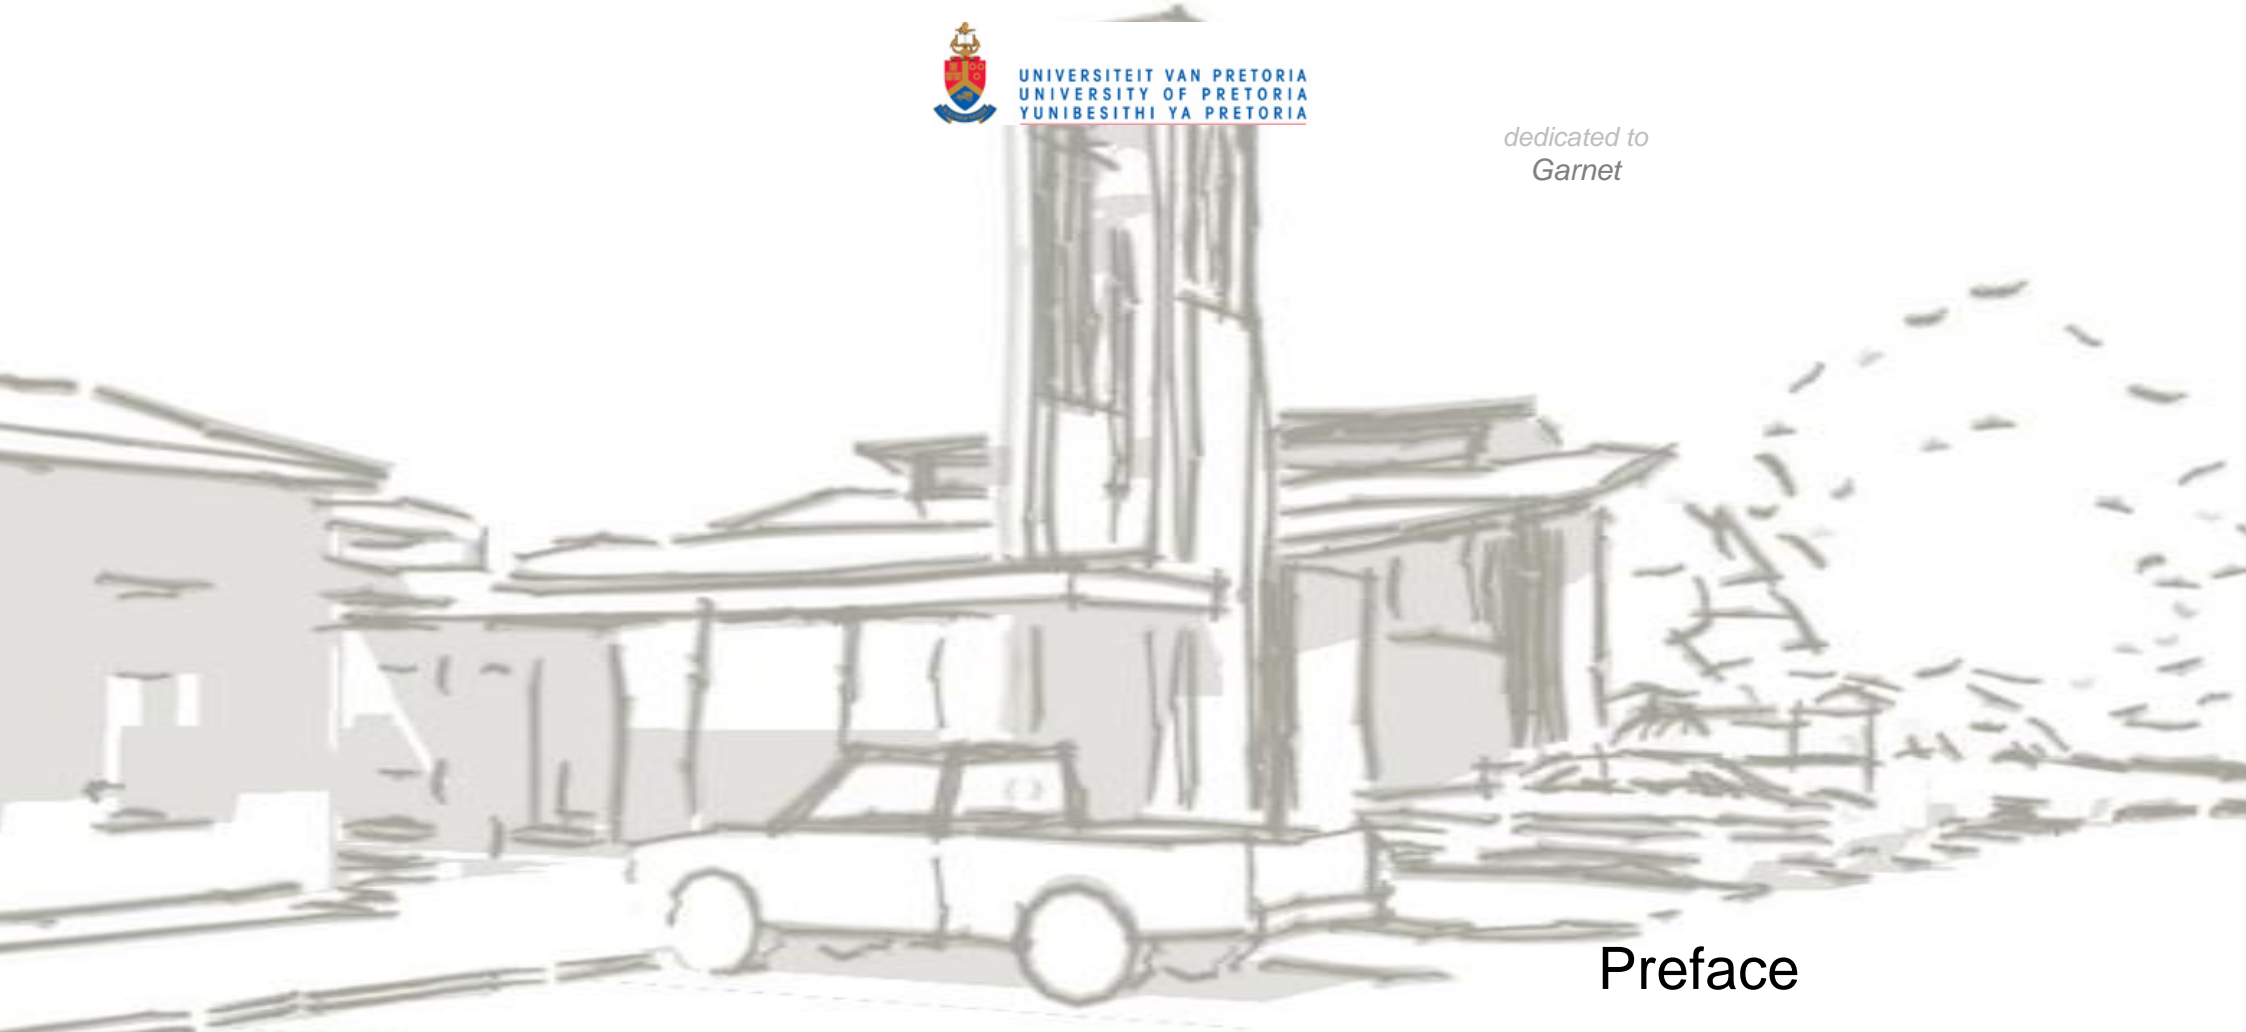 UNIVERSITEIT VAN PRETORIA
UNIVERSITY OF PRETORIA
YUNIBESITHI YA PRETORIA
dedicated to
Garnet
Preface